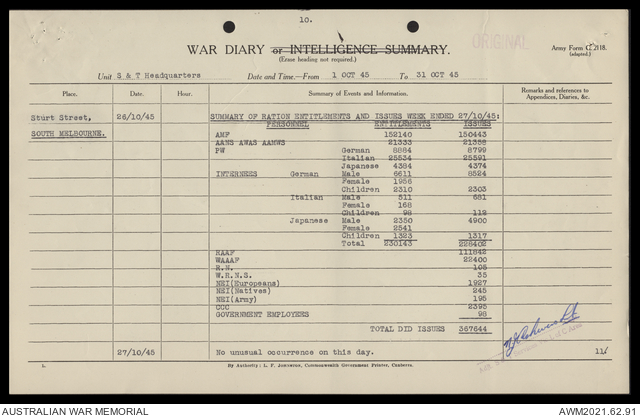 10.
ORIGINAL
WAR DIARY or INTELLIGENCE SUMMARY.
(Erase heading not required.)
Army Form C. 2118.
(adapted.)
Unit S & T Headquarters Date and Time.—From 1 OCT 45 To 31 OCT 45
Place. Date. Hour. Summary of Events and Information. Remarks and references to Appendices, Diaries, &c.
Sturt Street, 26/10/45 SUMMARY OF RATION ENTITLEMENTS AND ISSUES WEEK ENDED 27/10/45:
SOUTH MELBOURNE. PERSONNEL ENTITLEMENTS ISSUES
AMF 152140 150443
AANS AWAS AAMWS 21333 21358
PW German 8884 8799
Italian 25534 25591
Japanese 4384 4374
INTERNEES German Male 6611 8524
Female 1956
Children 2310 2303
Italian Male 511 681
Female 168
Children 98 112
Japanese Male 2350 4900
Female 2541
Children 1323 1317
Total 230143 228402
RAAF 111842
WAAAF 22400
R.N. 105
W.R.N.S. 35
NEI(Europeans) 1927
NEI(Natives) 245
NEI(Army) 195
CCC 2395
GOVERNMENT EMPLOYEES 98
TOTAL DID ISSUES 367644
27/10/45 No unusual occurrence on this day.
11/
By Authority: L. F. Johnston, Commonwealth Government Printer, Canberra.
AUSTRALIAN WAR MEMORIAL AWM2021.62.91